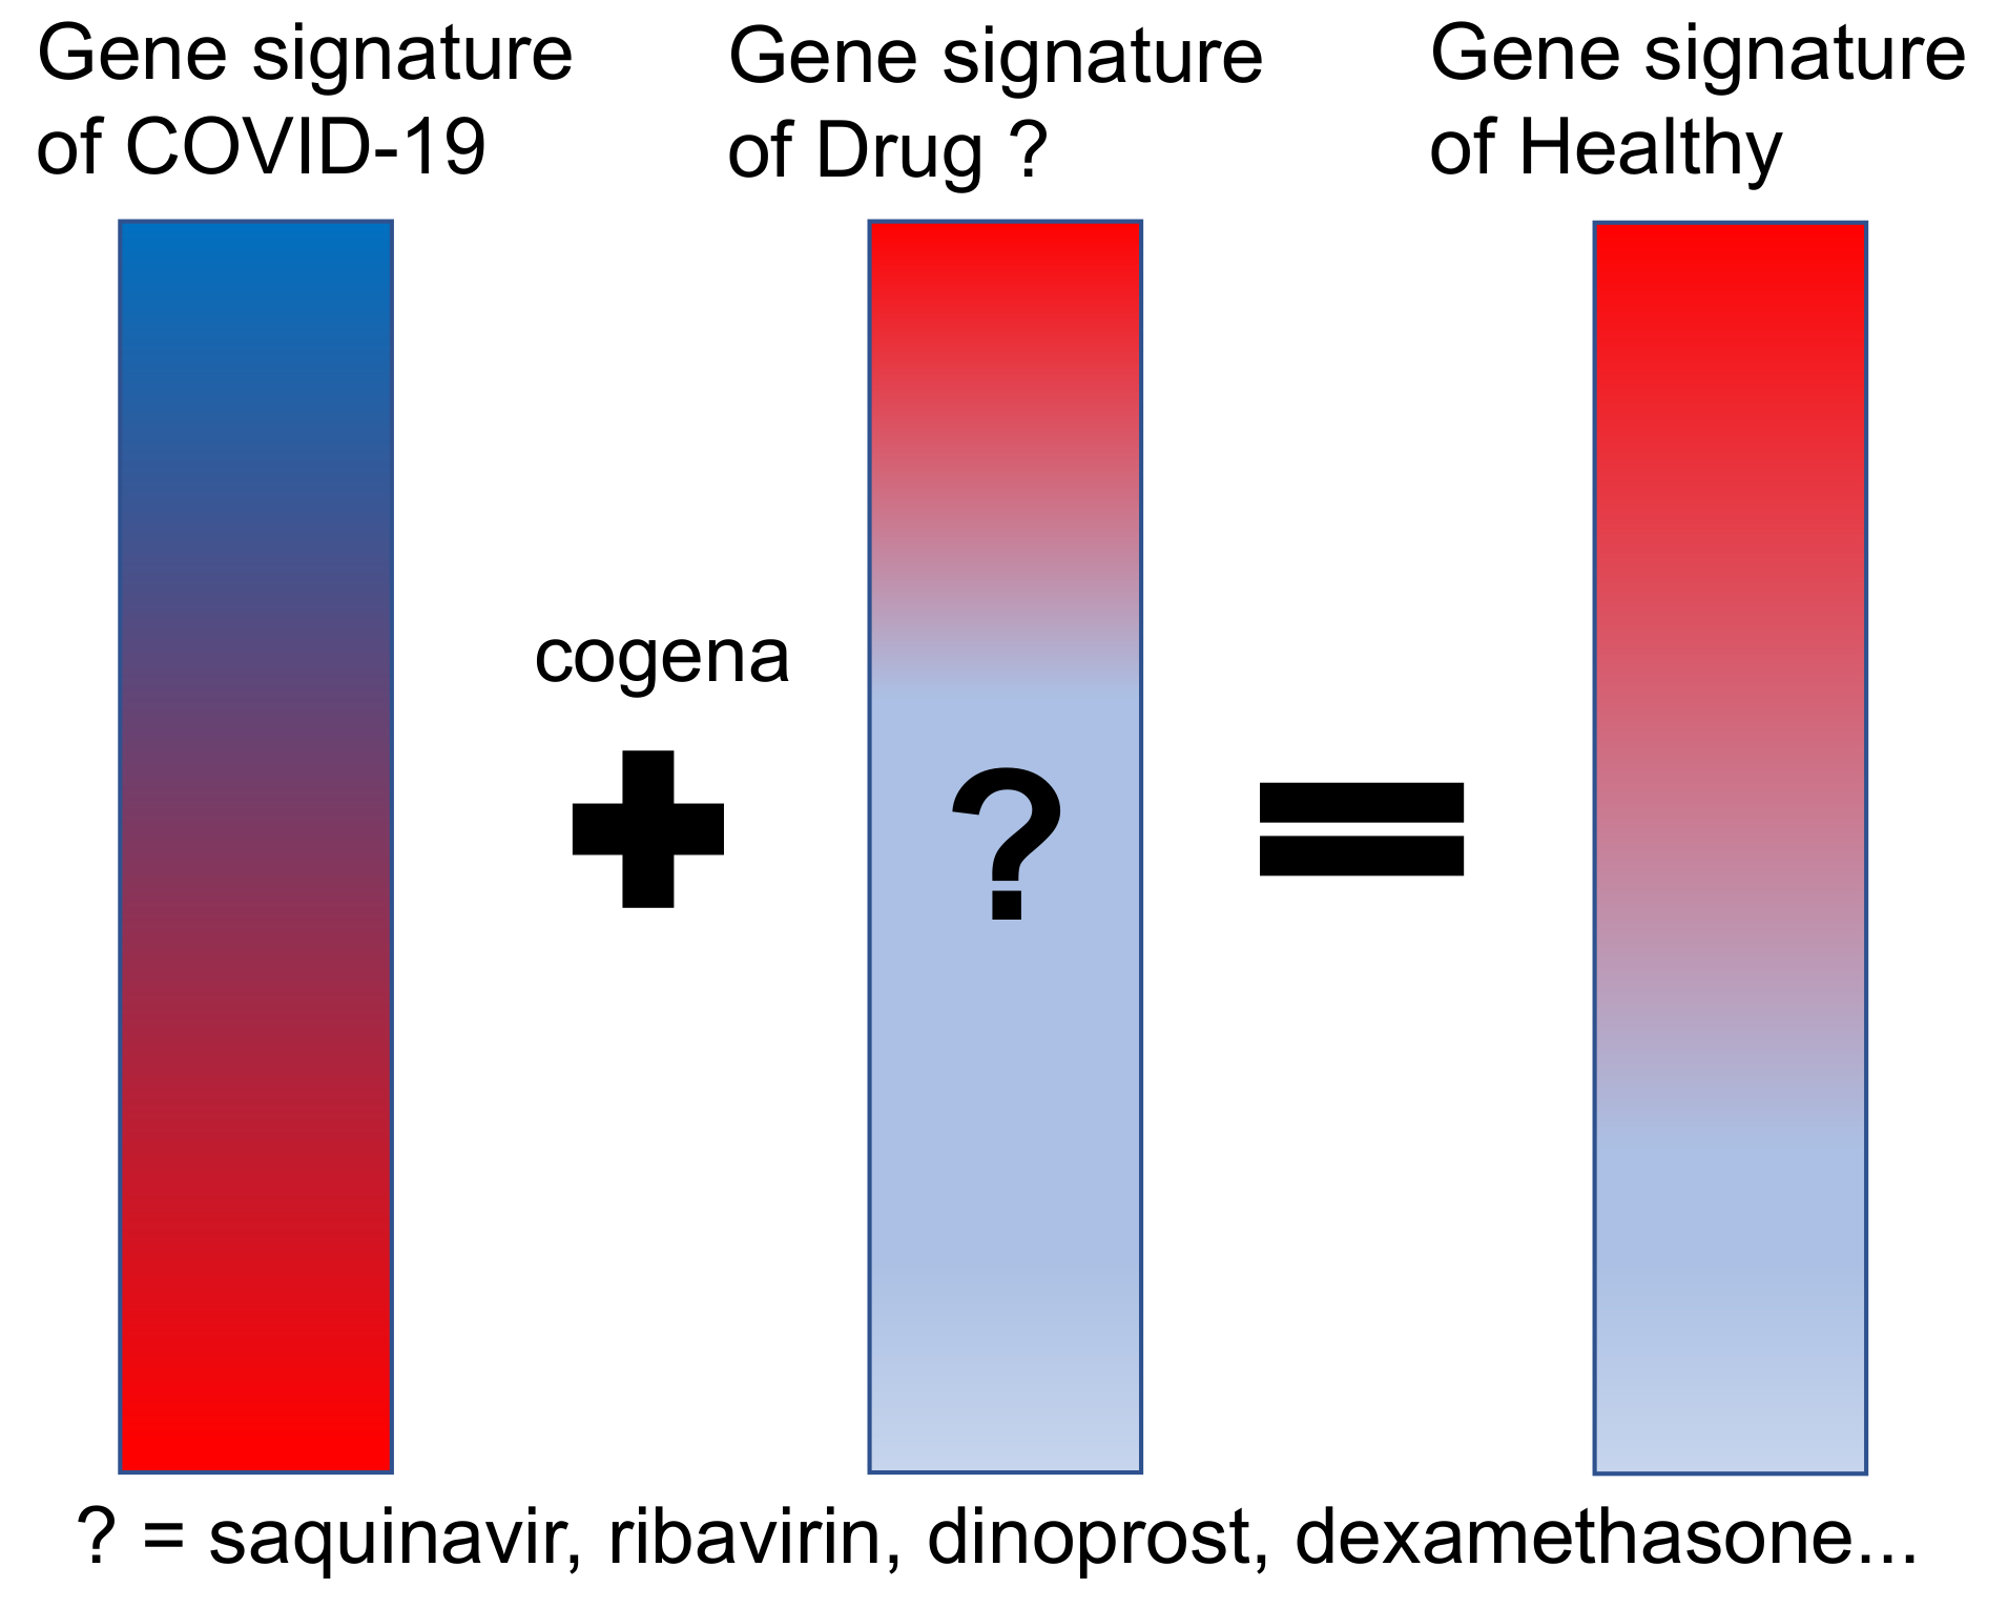 Gene signature
of COVID-19
Gene signature
of Drug ?
Gene signature
of Healthy
cogena
?
? = saquinavir, ribavirin, dinoprost, dexamethasone...